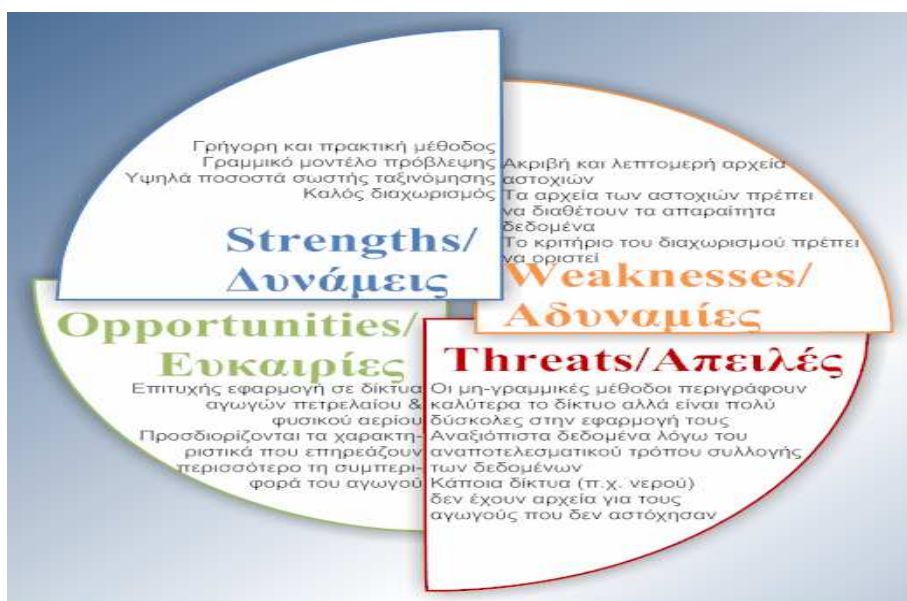 Γρήγορη και πρακτική μέθοδος
Γραμμικό μοντέλο πρόβλεψης
Υψηλά ποσοστά σωστής ταξινόμησης
Καλός διαχωρισμός
Strengths/
Δυνάμεις
Ακριβή και λεπτομερή αρχεία
αστοχιών
Τα αρχεία των αστοχιών πρέπει
να διαθέτουν τα απαραίτητα
δεδομένα
Το κριτήριο του διαχωρισμού πρέπει
να οριστεί
Weaknesses/
Αδυναμίες
Opportunities/
Ευκαιρίες
Επιτυχής εφαρμογή σε δίκτυα
αγωγών πετρελαίου &
φυσικού αερίου
Προσδιορίζονται τα χαρακτη-
ριστικά που επηρεάζουν
περισσότερο τη συμπερι-
φορά του αγωγού
Threats/Απειλές
Οι μη-γραμμικές μέθοδοι περιγράφουν
καλύτερα το δίκτυο αλλά είναι πολύ
δύσκολες στην εφαρμογή τους
Αναξιόπιστα δεδομένα λόγω του
αναποτελεσματικού τρόπου συλλογής
των δεδομένων
Κάποια δίκτυα (π.χ. νερού)
δεν έχουν αρχεία για τους
αγωγούς που δεν αστόχησαν